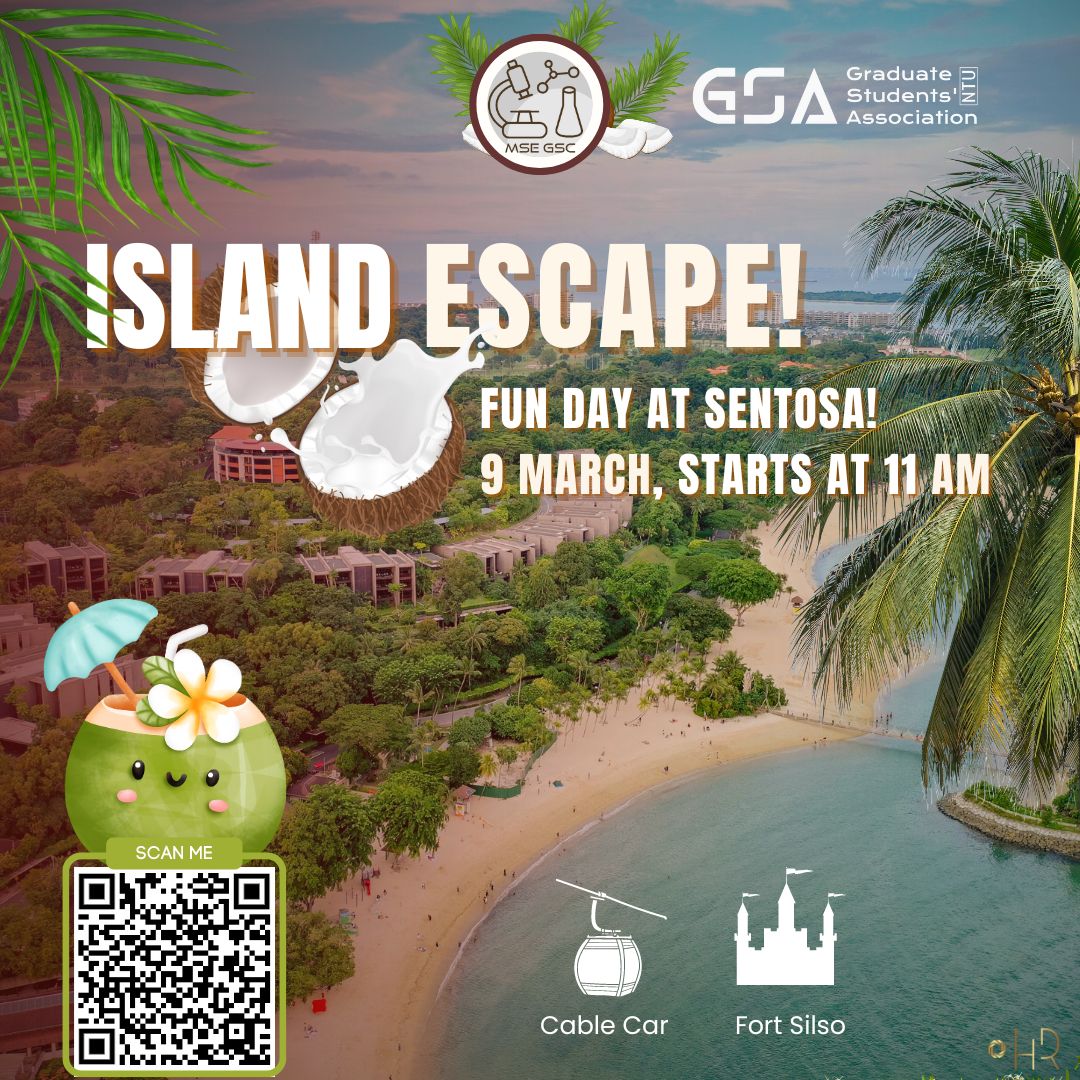 MSE GSC
GSA
Graduate
Students'
Association
NTU
ISLAND ESCAPE!
FUN DAY AT SENTOSA!
9 MARCH, STARTS AT 11 AM
SCAN ME
Cable Car
Fort Silso
HR